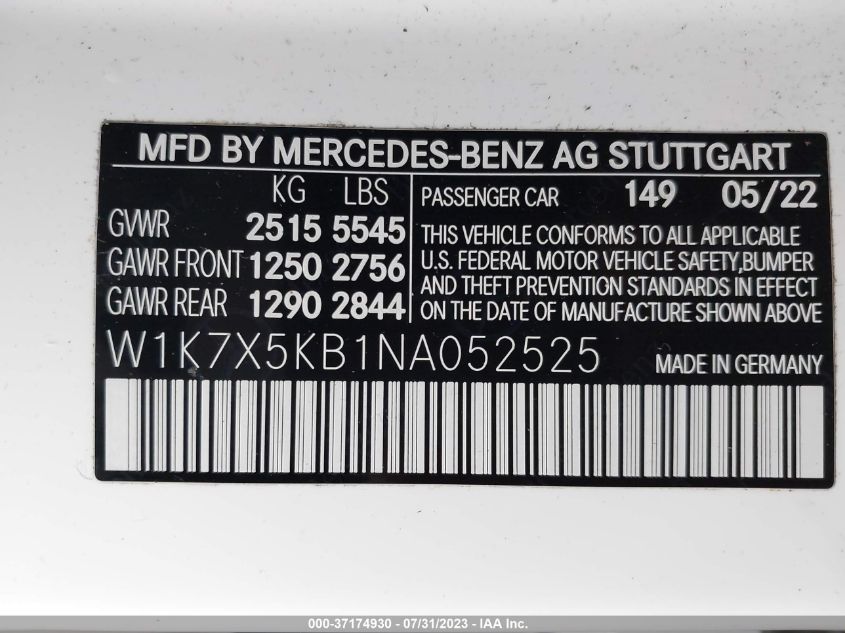 MFD BY MERCEDES-BENZ AG STUTTGART
KG LBS
GVWR 2515 5545
GAWR FRONT 1250 2756
GAWR REAR 1290 2844
PASSENGER CAR 149 05/22
THIS VEHICLE CONFORMS TO ALL APPLICABLE
U.S. FEDERAL MOTOR VEHICLE SAFETY,BUMPER
AND THEFT PREVENTION STANDARDS IN EFFECT
ON THE DATE OF MANUFACTURE SHOWN ABOVE
W1K7X5KB1NA052525 MADE IN GERMANY
000-37174930 - 07/31/2023 - IAA Inc.